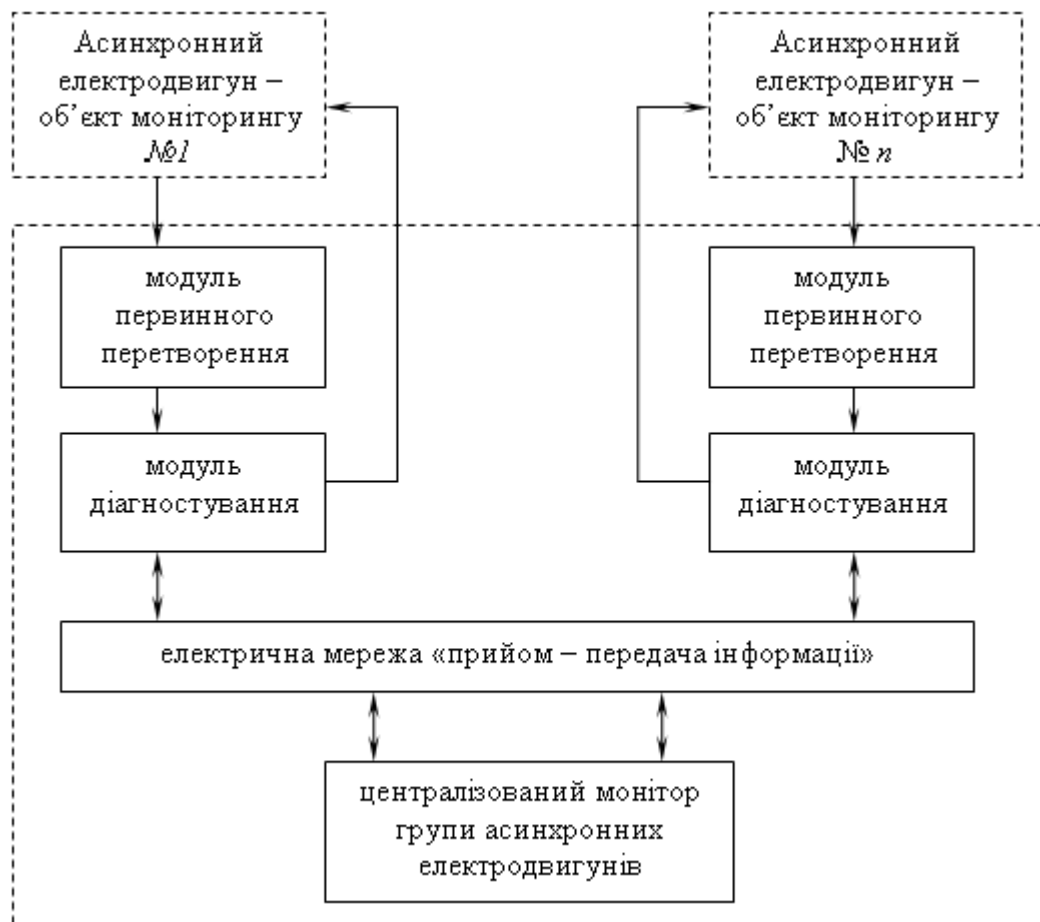 Асинхронний
електродвигун –
об’єкт моніторингу
№1
Асинхронний
електродвигун –
об’єкт моніторингу
№ n
модуль
первинного
перетворення
модуль
первинного
перетворення
модуль
діагностування
модуль
діагностування
електрична мережа «прийом – передача інформації»
централізований монітор
групи асинхронних
електродвигунів